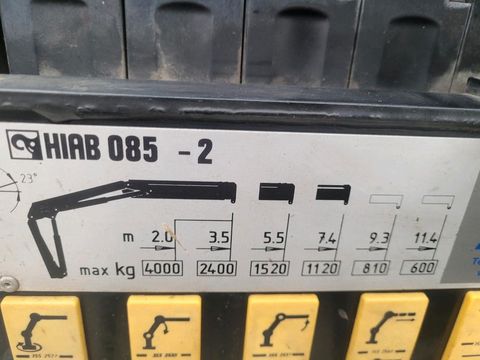 HIAB 085 - 2
23°
m 2.0 3.5 5.5 7.4 9.3 11.4
max kg 4000 2400 1520 1120 810 600